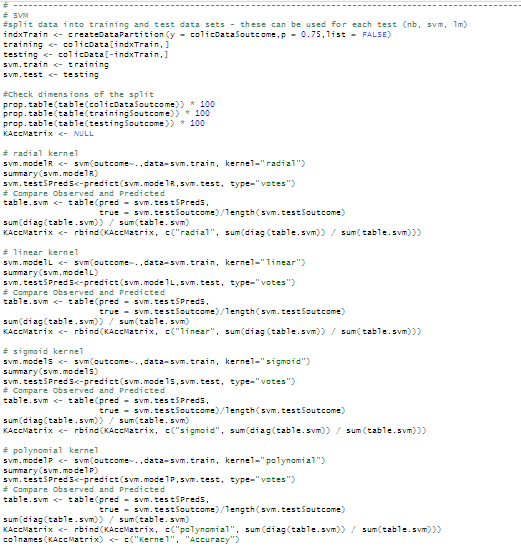 #-----------------------------------------------------------------------
# SVM
#split data into training and test data sets - these can be used for each test (nb, svm, lm)
indxTrain <- createDataPartition(y = colicData$outcome,p = 0.75,list = FALSE)
training <- colicData[indxTrain,]
testing <- colicData[-indxTrain,]
svm.train <- training
svm.test <- testing
#Check dimensions of the split
prop.table(table(colicData$outcome)) * 100
prop.table(table(training$outcome)) * 100
prop.table(table(testing$outcome)) * 100
KAccMatrix <- NULL
# radial kernel
svm.modelR <- svm(outcome~.,data=svm.train, kernel="radial")
summary(svm.modelR)
svm.test$Pred$<-predict(svm.modelR,svm.test, type="votes")
# Compare Observed and Predicted
table.svm <- table(pred = svm.test$PredS,
true = svm.test$outcome)/length(svm.test$outcome)
sum(diag(table.svm)) / sum(table.svm)
KAccMatrix <- rbind(KAccMatrix, c("radial", sum(diag(table.svm)) / sum(table.svm)))
# linear kernel
svm.modelL <- svm(outcome~.,data=svm.train, kernel="linear")
summary(svm.modelL)
svm.test$PredS<-predict(svm.modelL,svm.test, type="votes")
# Compare Observed and Predicted
table.svm <- table(pred = svm.test$PredS,
true = svm.test$outcome)/length(svm.test$outcome)
sum(diag(table.svm)) / sum(table.svm)
KAccMatrix <- rbind(KAccMatrix, c("linear", sum(diag(table.svm)) / sum(table.svm)))
# sigmoid kernel
svm.modelS <- svm(outcome~.,data=svm.train, kernel="sigmoid")
summary(svm.modelS)
svm.test$PredS<-predict(svm.modelS,svm.test, type="votes")
# Compare Observed and Predicted
table.svm <- table(pred = svm.test$PredS,
true = svm.test$outcome)/length(svm.test$outcome)
sum(diag(table.svm)) / sum(table.svm)
KAccMatrix <- rbind(KAccMatrix, c("sigmoid", sum(diag(table.svm)) / sum(table.svm)))
# polynomial kernel
svm.modelP <- svm(outcome~.,data=svm.train, kernel="polynomial")
summary(svm.modelP)
svm.test$PredS<-predict(svm.modelP,svm.test, type="votes")
# Compare Observed and Predicted
table.svm <- table(pred = svm.test$PredS,
true = svm.test$outcome)/length(svm.test$outcome)
sum(diag(table.svm)) / sum(table.svm)
KAccMatrix <- rbind(KAccMatrix, c("polynomial", sum(diag(table.svm)) / sum(table.svm)))
colnames(KAccMatrix) <- c("Kernel", "Accuracy")